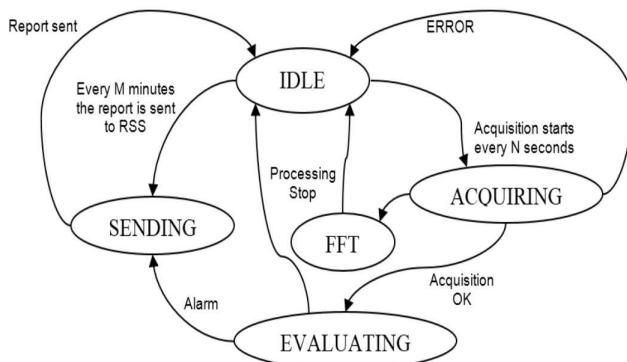 Report sent
ERROR
IDLE
Every M minutes
the report is sent
to RSS
Acquisition starts
every N seconds
Processing
Stop
ACQUIRING
SENDING
FFT
Acquisition
OK
Alarm
EVALUATING